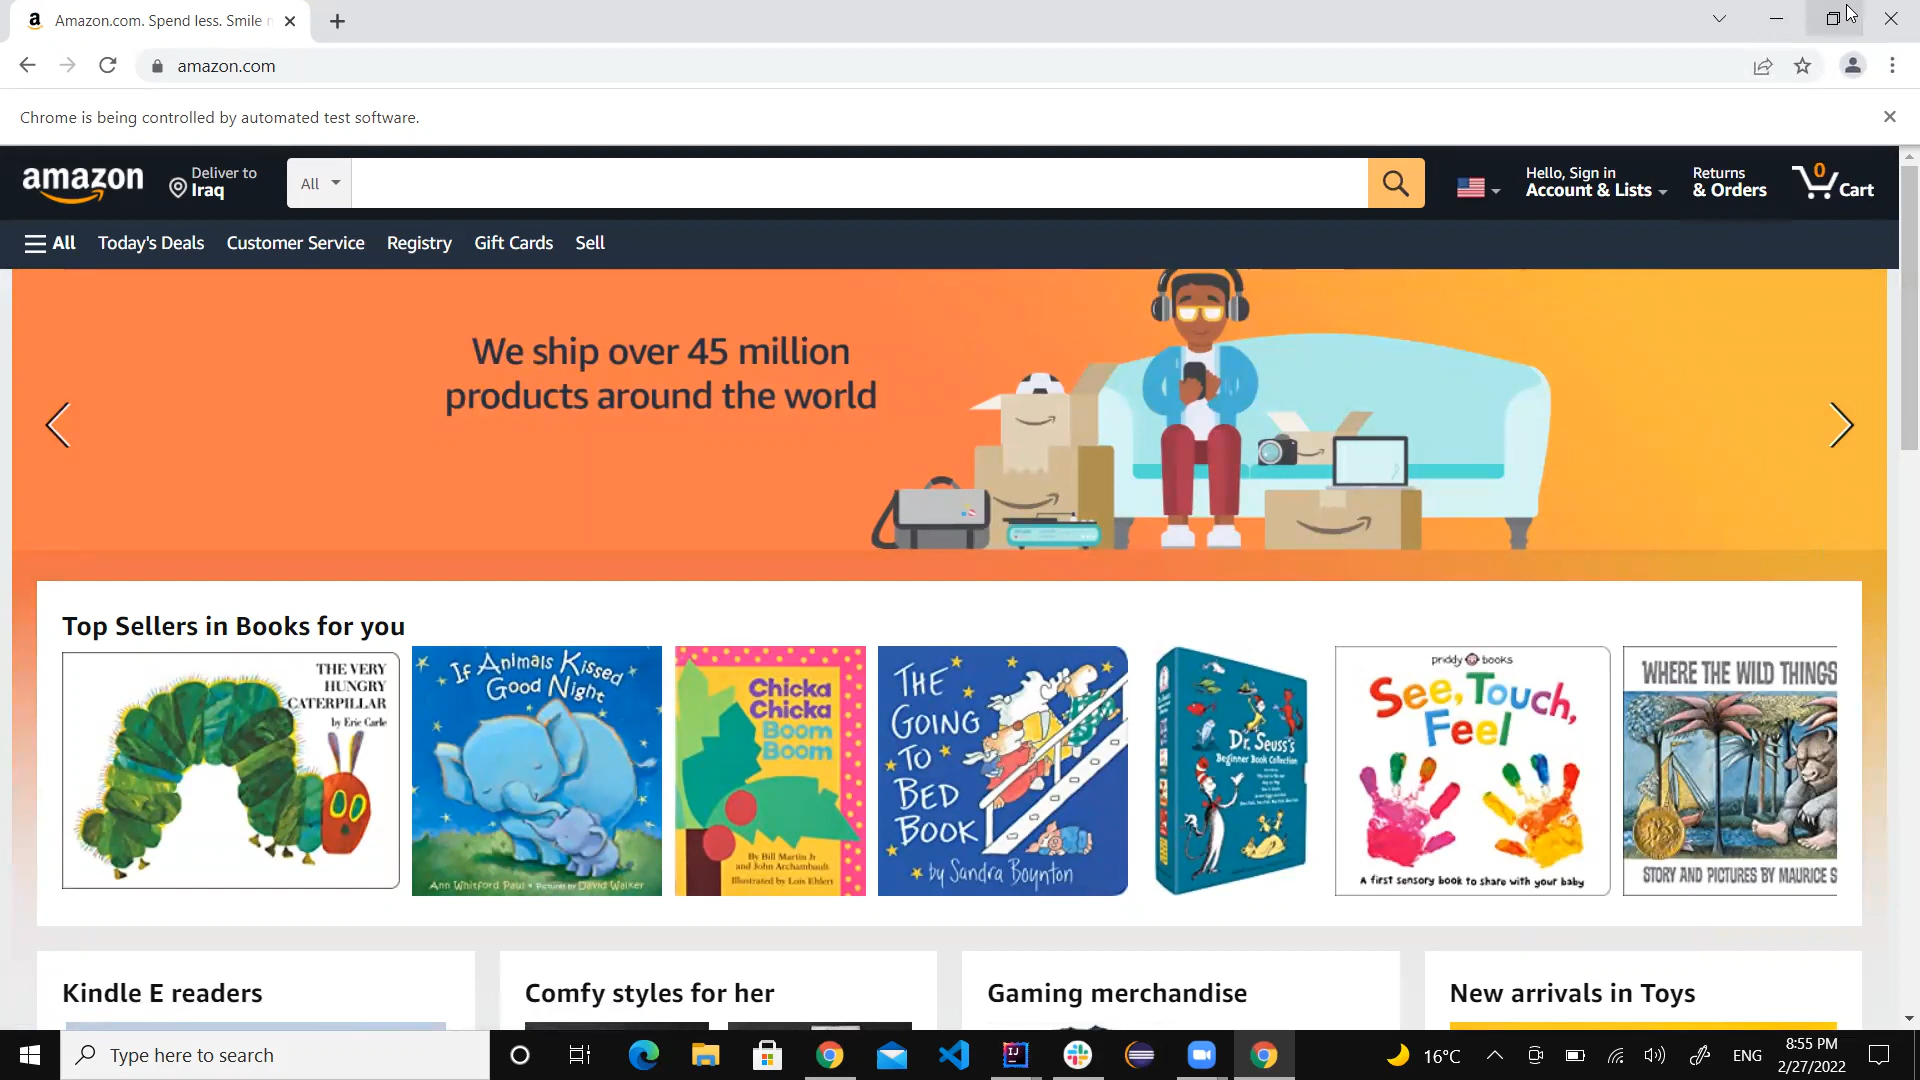 Amazon.com. Spend less. Smile
amazon.com
Chrome is being controlled by automated test software.
amazon
Deliver to
Iraq
All
Hello, Sign in
Account & Lists
Returns
& Orders
0
Cart
All
Today's Deals
Customer Service
Registry
Gift Cards
Sell
We ship over 45 million
products around the world
Top Sellers in Books for you
THE VERY
HUNGRY
CATERPILLAR
by Eric Carle
If Animals Kissed
Good Night
Ann Whitford Paul • Pictures by David Walker
Chicka
Chicka
Boom
Boom
By Bill Martin Jr
and John Archambault
Illustrated by Lois Ehlert
THE
GOING
TO
BED
BOOK
by Sandra Boynton
Dr. Seuss's
Beginner Book Collection
priddy books
See, Touch,
Feel
A first sensory book to share with your baby
WHERE THE WILD THINGS
STORY AND PICTURES BY MAURICE S
Kindle E readers
Comfy styles for her
Gaming merchandise
New arrivals in Toys
Type here to search
16°C
ENG
8:55 PM
2/27/2022